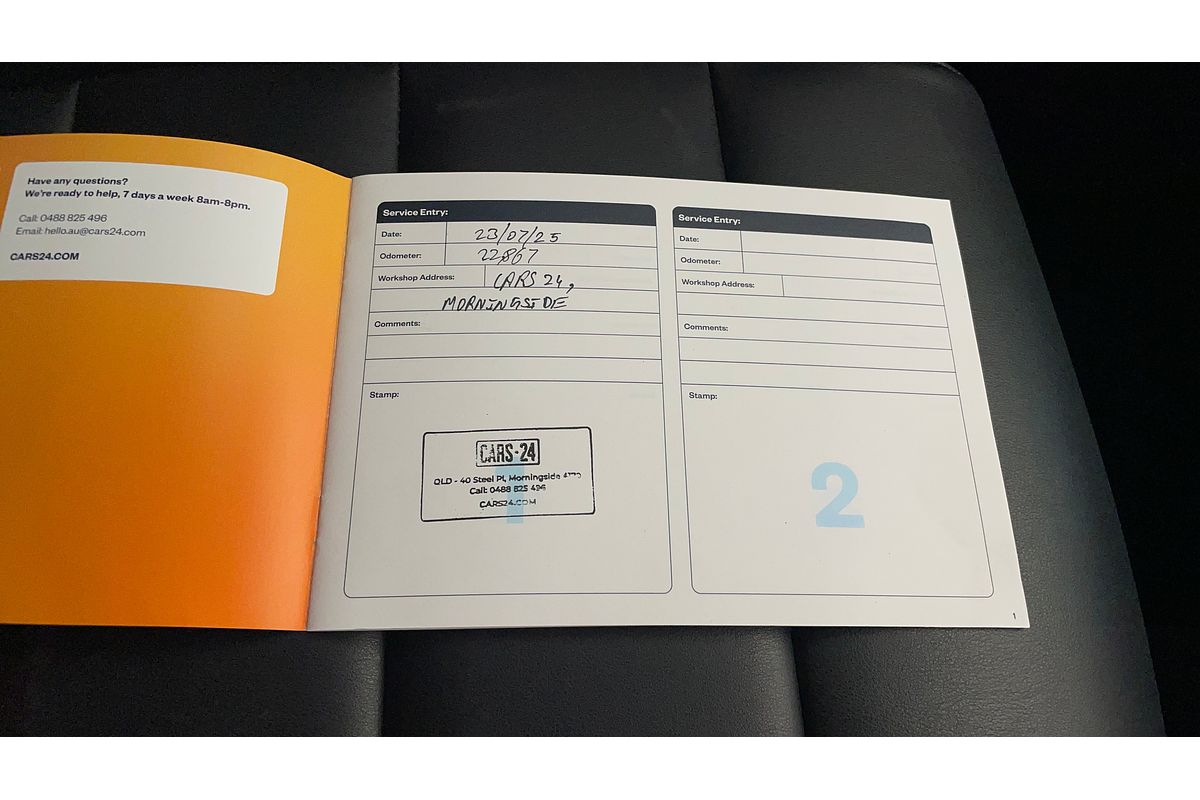 Have any questions?
We're ready to help, 7 days a week 8am-8pm.
Call: 0488 825 496
Email: hello.au@cars24.com
CARS24.COM
Service Entry:
Date: 23/07/25
Odometer: 22,867
Workshop Address: CARS 24,
MORNINGSIDE
Comments:
Stamp:
CARS-24
QLD - 40 Steel Pl, Morningside
Call: 0488 825 496
CARS24.COM
1
Service Entry:
Date:
Odometer:
Workshop Address:
Comments:
Stamp:
2
1